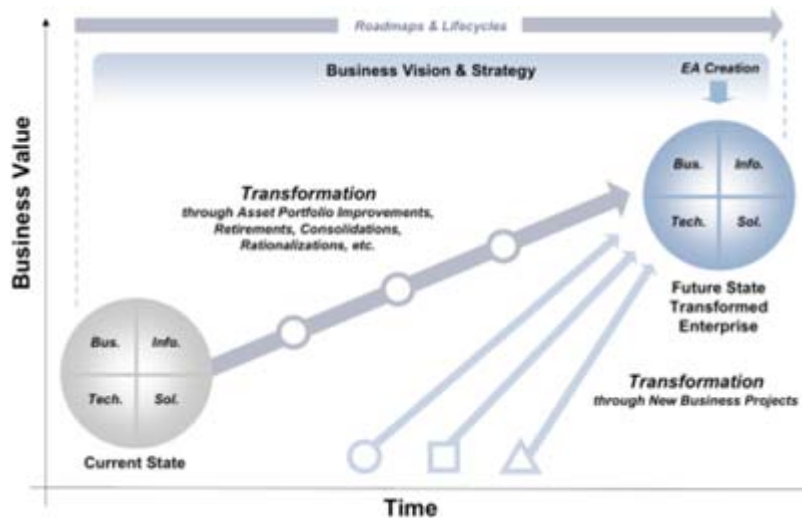 Roadmaps & Lifecycles
Business Vision & Strategy
EA Creation
Business Value
Bus. Info.
Tech. Sol.
Transformation
through Asset Portfolio Improvements,
Retirements, Consolidations,
Rationalizations, etc.
Future State
Transformed
Enterprise
Bus. Info.
Tech. Sol.
Current State
Transformation
through New Business Projects
Time